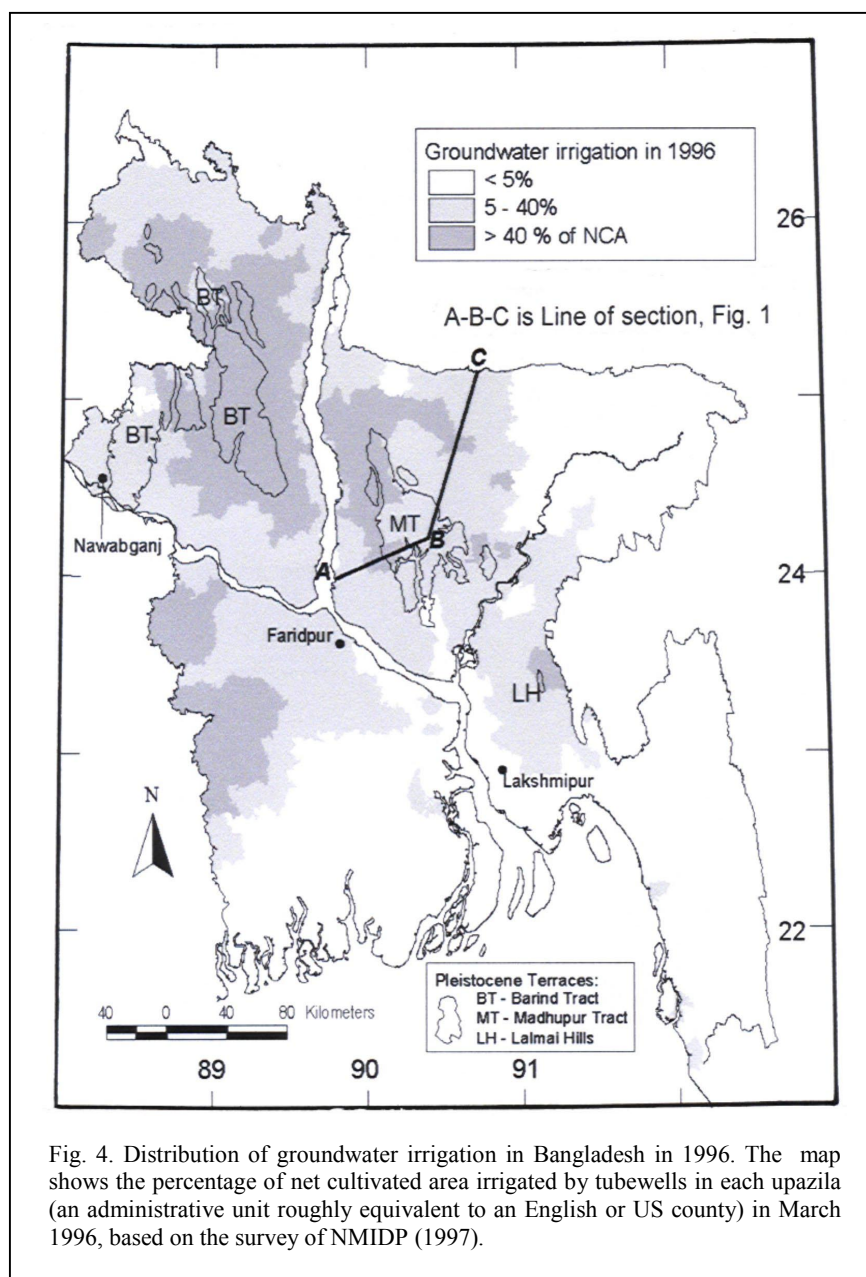 Groundwater irrigation in 1996
< 5%
5 - 40%
> 40 % of NCA
26
A-B-C is Line of section, Fig. 1
BT
C
BT
BT
Nawabganj
MT
B
A
24
Faridpur
LH
Lakshmipur
N
22
Pleistocene Terraces:
BT - Barind Tract
MT - Madhupur Tract
LH - Lalmai Hills
40 0 40 80 Kilometers
89
90
91
Fig. 4. Distribution of groundwater irrigation in Bangladesh in 1996. The map
shows the percentage of net cultivated area irrigated by tubewells in each upazila
(an administrative unit roughly equivalent to an English or US county) in March
1996, based on the survey of NMIDP (1997).